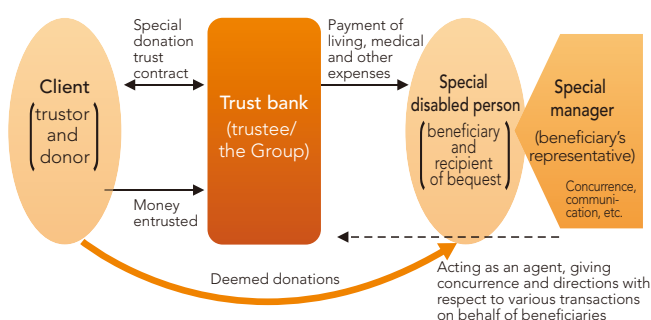 Special
donation
trust
contract
Payment of
living, medical
and other
expenses
Client
(trustor
and
donor)
Trust bank
(trustee/
the Group)
Special
disabled person
(beneficiary
and
recipient
of bequest)
Special
manager
(beneficiary's
representative)
Concurrence,
communi-
cation, etc.
Money
entrusted
Deemed donations
Acting as an agent, giving
concurrence and directions with
respect to various transactions
on behalf of beneficiaries